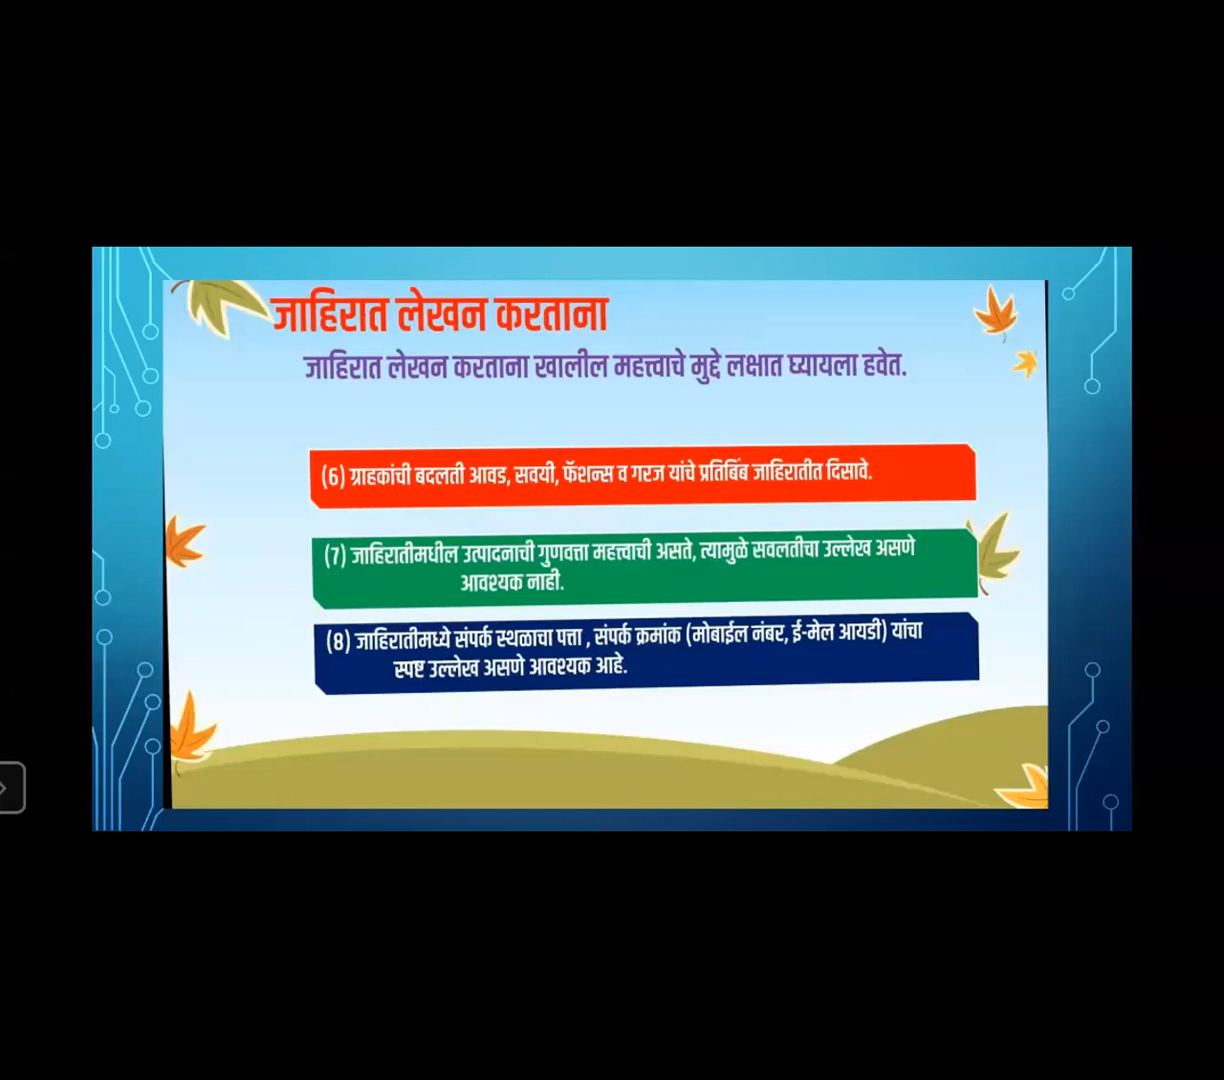 जाहिरात लेखन करताना
जाहिरात लेखन करताना खालील महत्त्वाचे मुद्दे लक्षात घ्यायला हवेत.
(6) ग्राहकांची बदलती आवड, सवयी, फॅशन्स व गरज यांचे प्रतिबिंब जाहिरातीत दिसावे.
(7) जाहिरातीमधील उत्पादनाची गुणवत्ता महत्त्वाची असते, त्यामुळे सवलतीचा उल्लेख असणे
आवश्यक नाही.
(8) जाहिरातीमध्ये संपर्क स्थळाचा पत्ता , संपर्क क्रमांक (मोबाईल नंबर, ई-मेल आयडी) यांचा
स्पष्ट उल्लेख असणे आवश्यक आहे.